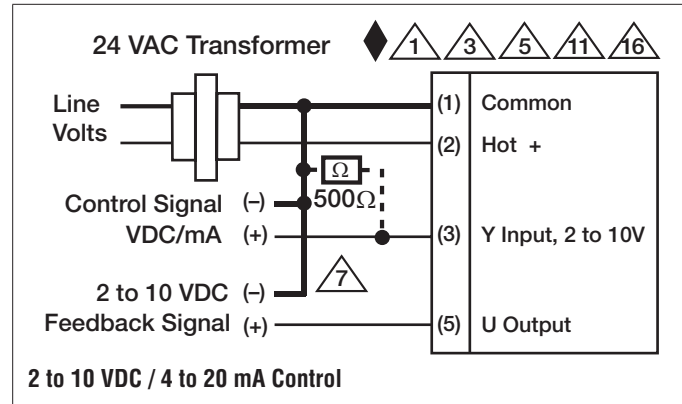 24 VAC Transformer 1 3 5 11 16
Line
Volts
(1) Common
(2) Hot +
Ω
500Ω
Control Signal (–)
VDC/mA (+)
(3) Y Input, 2 to 10V
7
2 to 10 VDC (–)
Feedback Signal (+)
(5) U Output
2 to 10 VDC / 4 to 20 mA Control